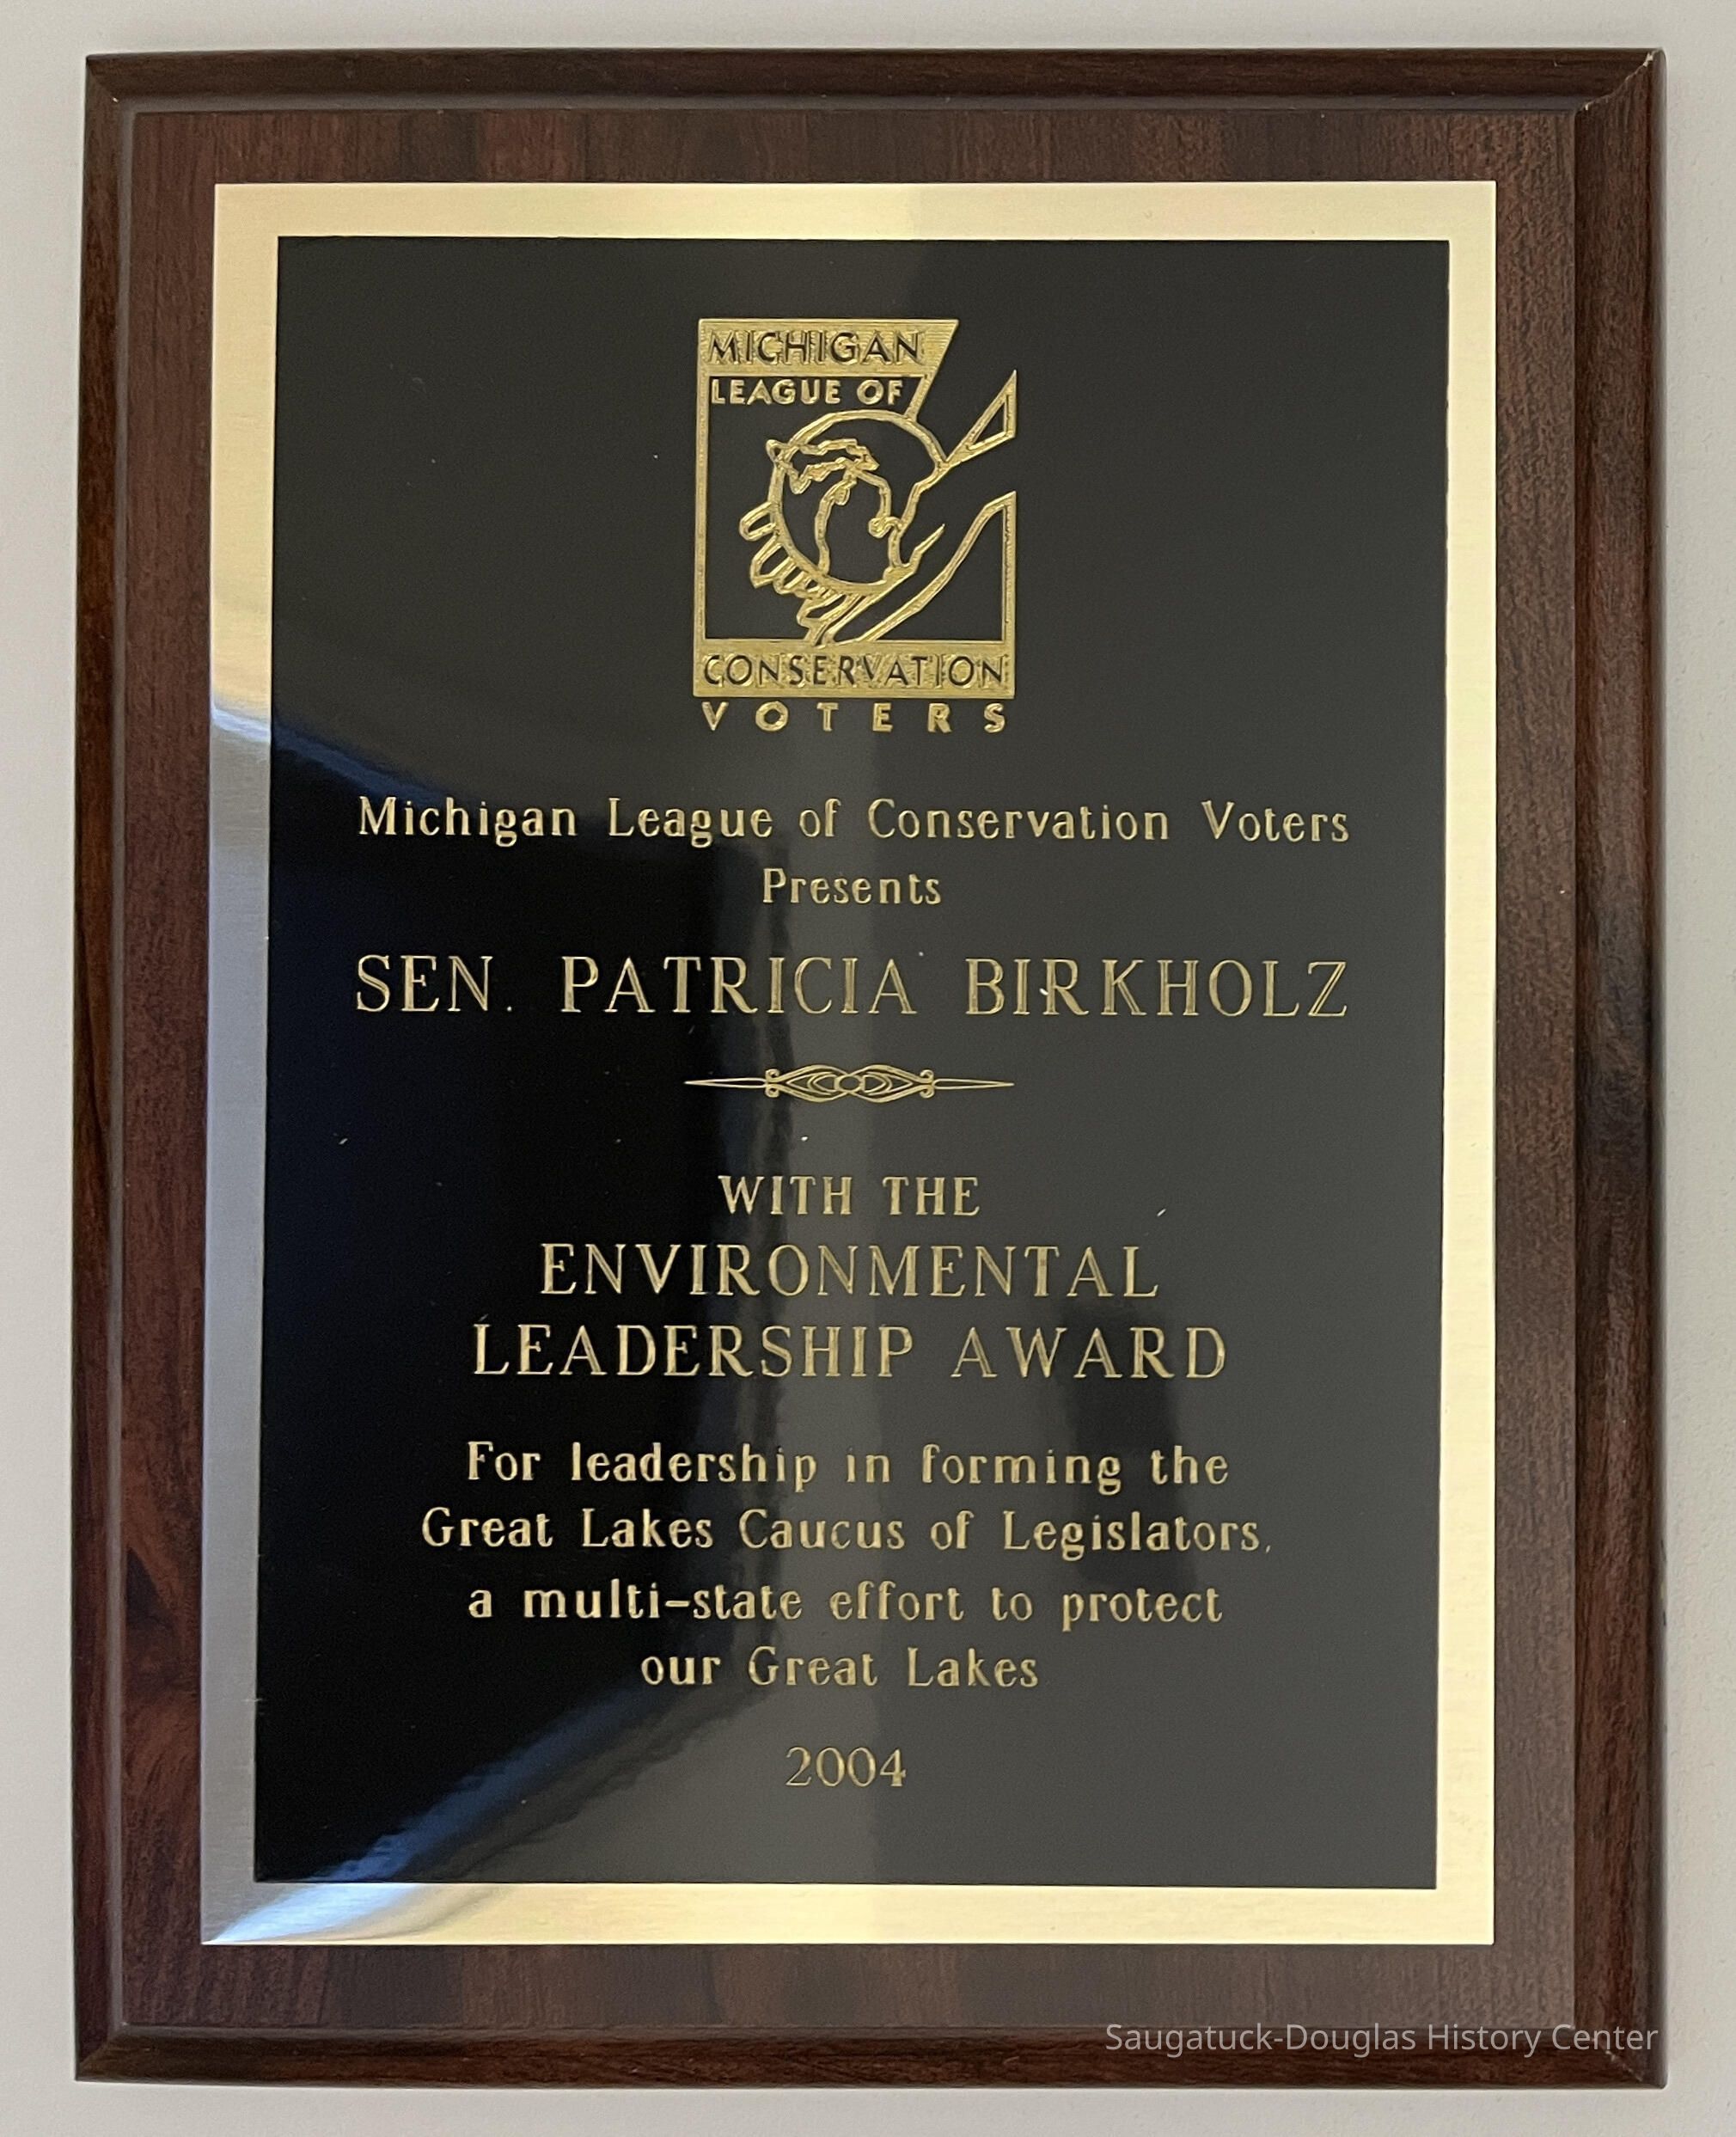 MICHIGAN
LEAGUE OF
CONSERVATION
VOTERS
Michigan League of Conservation Voters
Presents
SEN. PATRICIA BIRKHOLZ
WITH THE
ENVIRONMENTAL
LEADERSHIP AWARD
For leadership in forming the
Great Lakes Caucus of Legislators,
a multi-state effort to protect
our Great Lakes
2004
Saugatuck-Douglas History Center